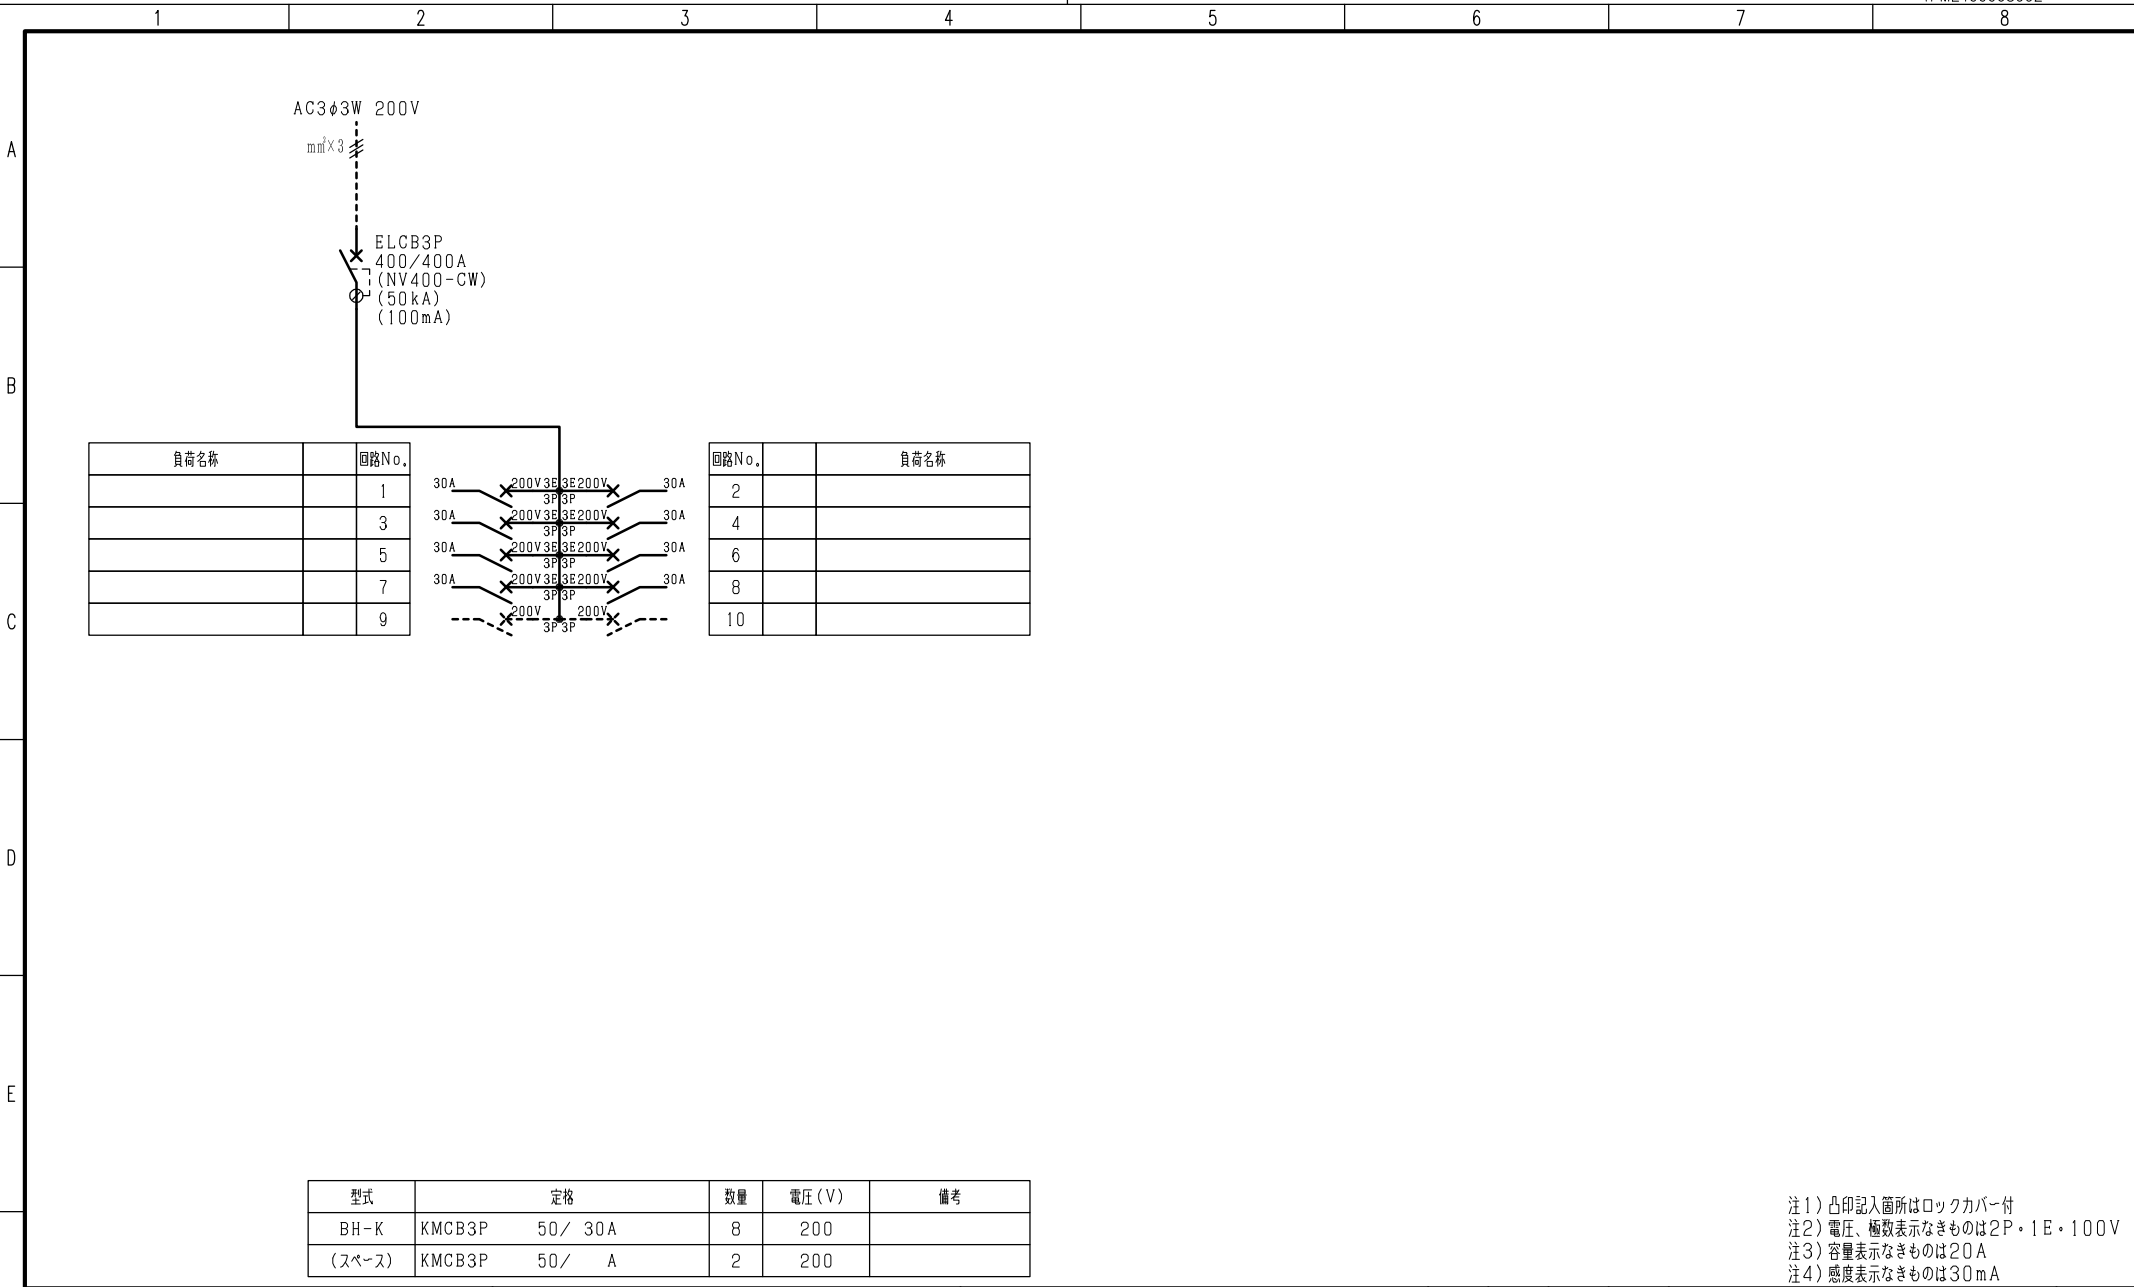 1 2 3 4 5 6 7 8
A
B
C
D
E
AC3φ3W 200V
mm²×3
ELCB3P
400/400A
(NV400-CW)
(50kA)
(100mA)
負荷名称 回路No. 回路No. 負荷名称
1 30A 200V 3E 3E 200V 30A 2
3P 3P
3 30A 200V 3E 3E 200V 30A 4
3P 3P
5 30A 200V 3E 3E 200V 30A 6
3P 3P
7 30A 200V 3E 3E 200V 30A 8
3P 3P
9 200V 200V 10
3P 3P
型式 定格 数量 電圧(V) 備考
BH-K KMCB3P 50/ 30A 8 200
(スペース) KMCB3P 50/ A 2 200
注1)凸印記入箇所はロックカバー付
注2)電圧、極数表示なきものは2P・1E・100V
注3)容量表示なきものは20A
注4)感度表示なきものは30mA